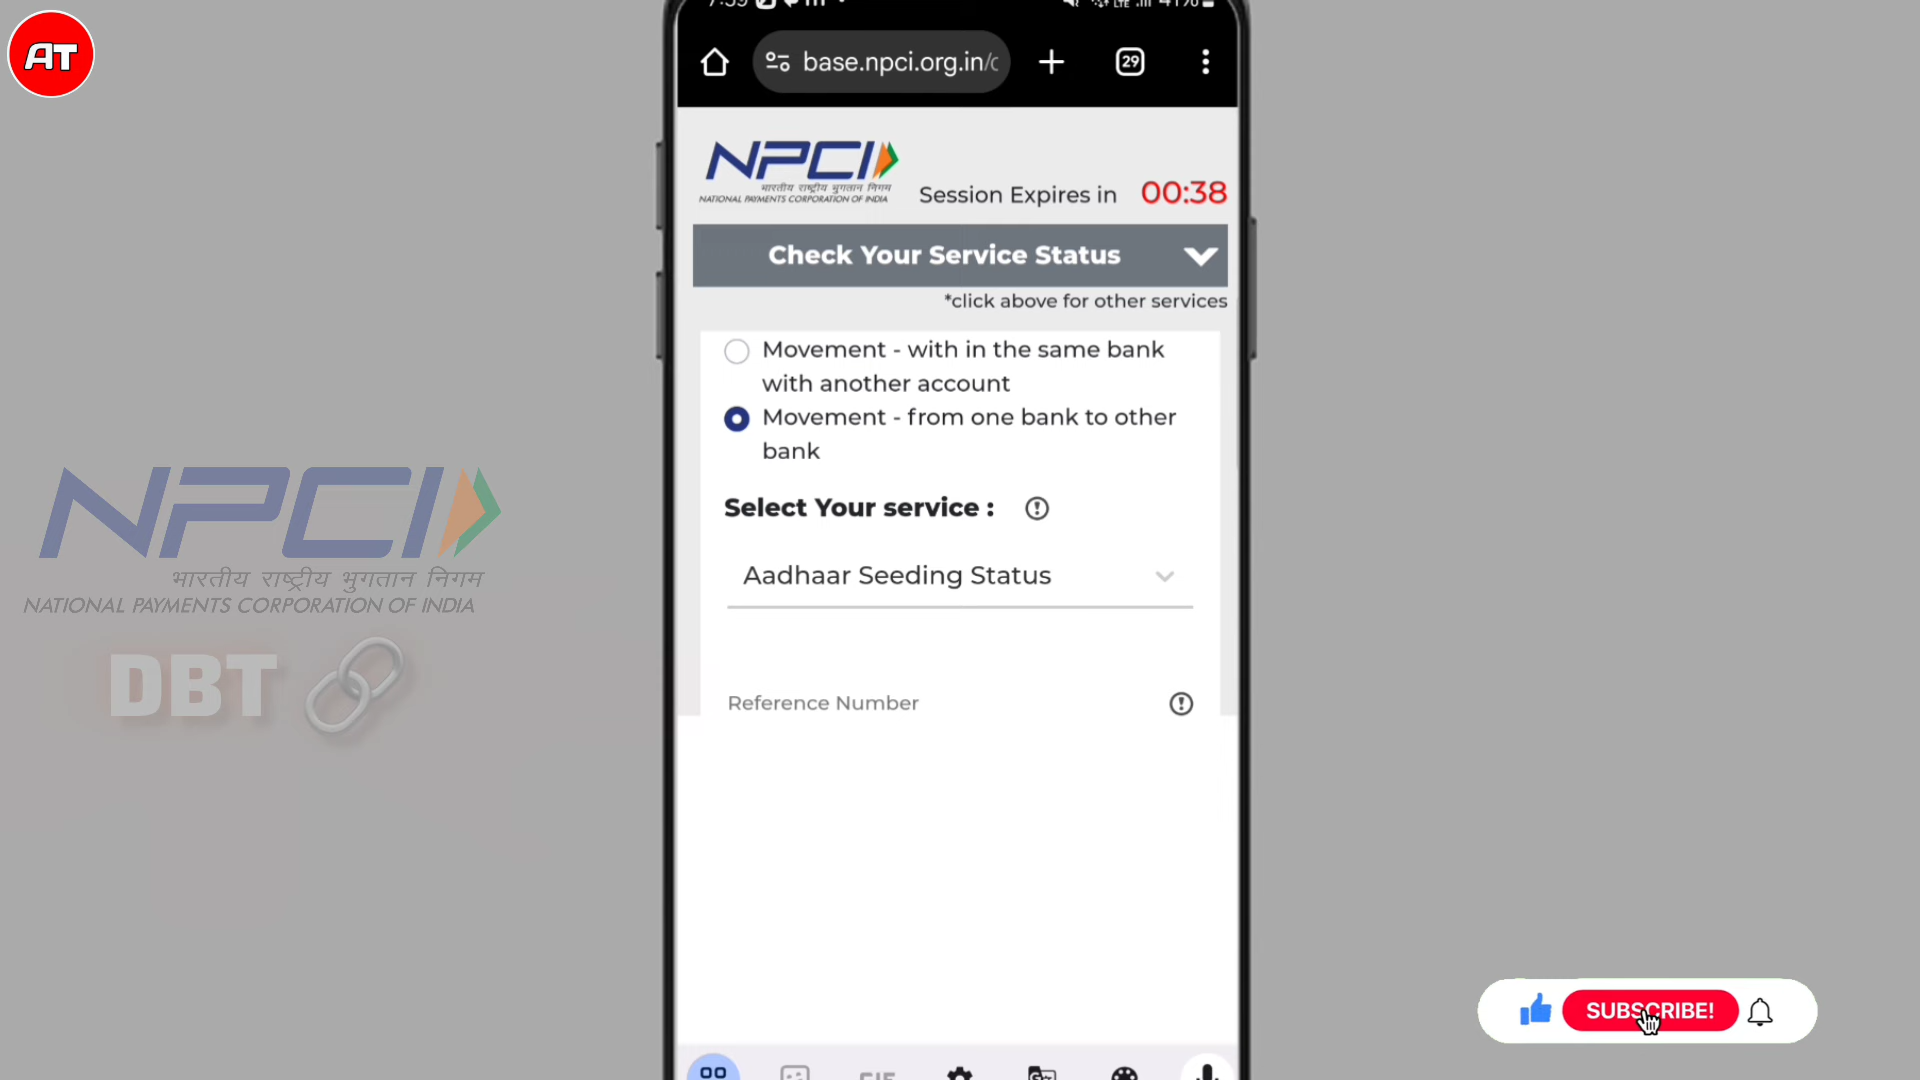 AT
base.npci.org.in/c
29
NPCI
भारतीय राष्ट्रीय भुगतान निगम
NATIONAL PAYMENTS CORPORATION OF INDIA
Session Expires in 00:38
Check Your Service Status
*click above for other services
Movement - with in the same bank
with another account
Movement - from one bank to other
bank
Select Your service :
Aadhaar Seeding Status
Reference Number
NPCI
भारतीय राष्ट्रीय भुगतान निगम
NATIONAL PAYMENTS CORPORATION OF INDIA
DBT
SUBSCRIBE!